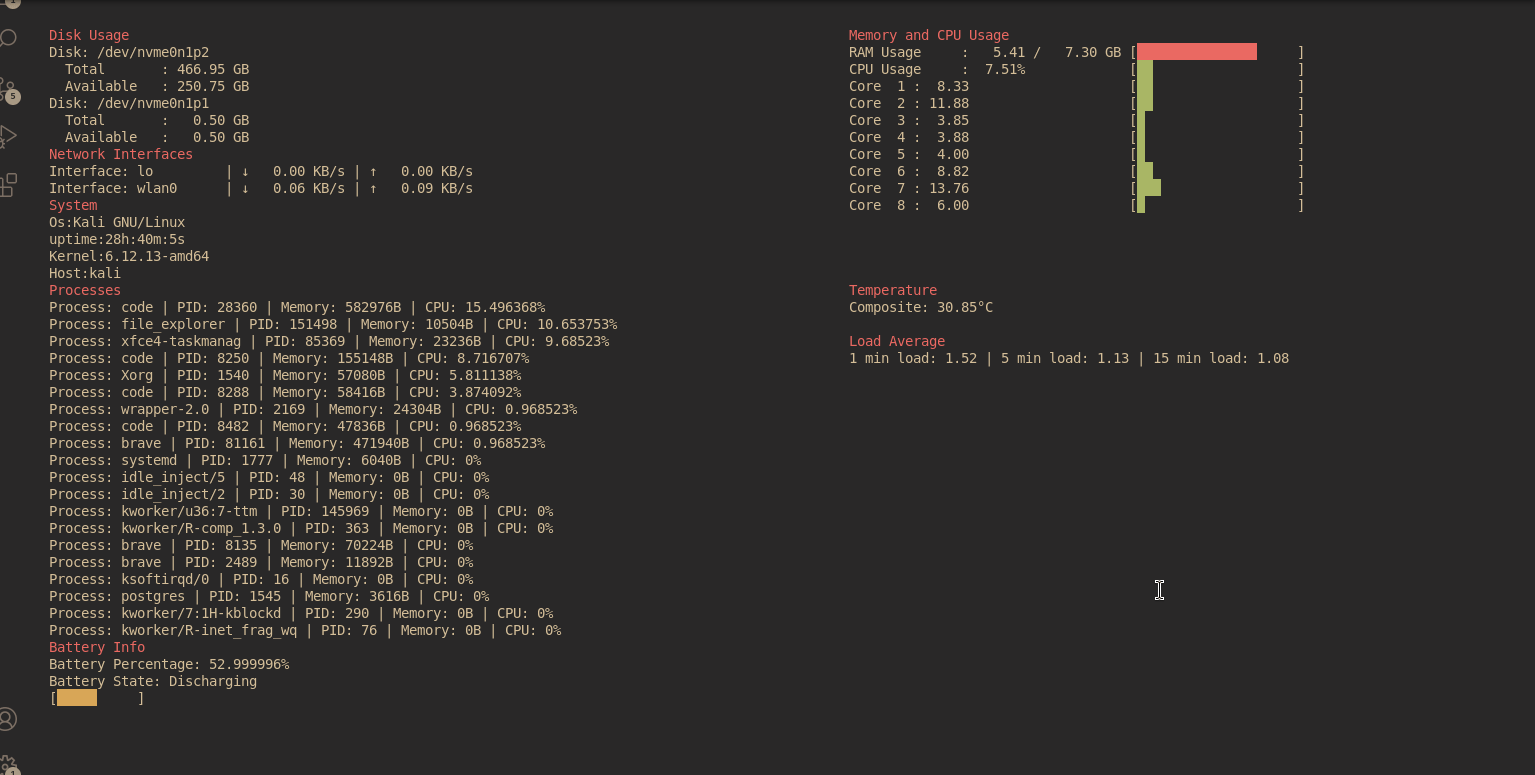 Disk Usage
Disk: /dev/nvme0n1p2
  Total       : 466.95 GB
  Available   : 250.75 GB
Disk: /dev/nvme0n1p1
  Total       :   0.50 GB
  Available   :   0.50 GB
Network Interfaces
Interface: lo         | ↓   0.00 KB/s | ↑   0.00 KB/s
Interface: wlan0      | ↓   0.06 KB/s | ↑   0.09 KB/s
System
Os:Kali GNU/Linux
uptime:28h:40m:5s
Kernel:6.12.13-amd64
Host:kali
Processes
Process: code | PID: 28360 | Memory: 582976B | CPU: 15.496368%
Process: file_explorer | PID: 151498 | Memory: 10504B | CPU: 10.653753%
Process: xfce4-taskmanag | PID: 85369 | Memory: 23236B | CPU: 9.68523%
Process: code | PID: 8250 | Memory: 155148B | CPU: 8.716707%
Process: Xorg | PID: 1540 | Memory: 57080B | CPU: 5.811138%
Process: code | PID: 8288 | Memory: 58416B | CPU: 3.874092%
Process: wrapper-2.0 | PID: 2169 | Memory: 24304B | CPU: 0.968523%
Process: code | PID: 8482 | Memory: 47836B | CPU: 0.968523%
Process: brave | PID: 81161 | Memory: 471940B | CPU: 0.968523%
Process: systemd | PID: 1777 | Memory: 6040B | CPU: 0%
Process: idle_inject/5 | PID: 48 | Memory: 0B | CPU: 0%
Process: idle_inject/2 | PID: 30 | Memory: 0B | CPU: 0%
Process: kworker/u36:7-ttm | PID: 145969 | Memory: 0B | CPU: 0%
Process: kworker/R-comp_1.3.0 | PID: 363 | Memory: 0B | CPU: 0%
Process: brave | PID: 8135 | Memory: 70224B | CPU: 0%
Process: brave | PID: 2489 | Memory: 11892B | CPU: 0%
Process: ksoftirqd/0 | PID: 16 | Memory: 0B | CPU: 0%
Process: postgres | PID: 1545 | Memory: 3616B | CPU: 0%
Process: kworker/7:1H-kblockd | PID: 290 | Memory: 0B | CPU: 0%
Process: kworker/R-inet_frag_wq | PID: 76 | Memory: 0B | CPU: 0%
Battery Info
Battery Percentage: 52.999996%
Battery State: Discharging
[          ]
Memory and CPU Usage
RAM Usage     :   5.41 /   7.30 GB [                    ]
CPU Usage     :  7.51%             [                    ]
Core  1 :  8.33                    [                    ]
Core  2 : 11.88                    [                    ]
Core  3 :  3.85                    [                    ]
Core  4 :  3.88                    [                    ]
Core  5 :  4.00                    [                    ]
Core  6 :  8.82                    [                    ]
Core  7 : 13.76                    [                    ]
Core  8 :  6.00                    [                    ]
Temperature
Composite: 30.85°C
Load Average
1 min load: 1.52 | 5 min load: 1.13 | 15 min load: 1.08
1
5
1